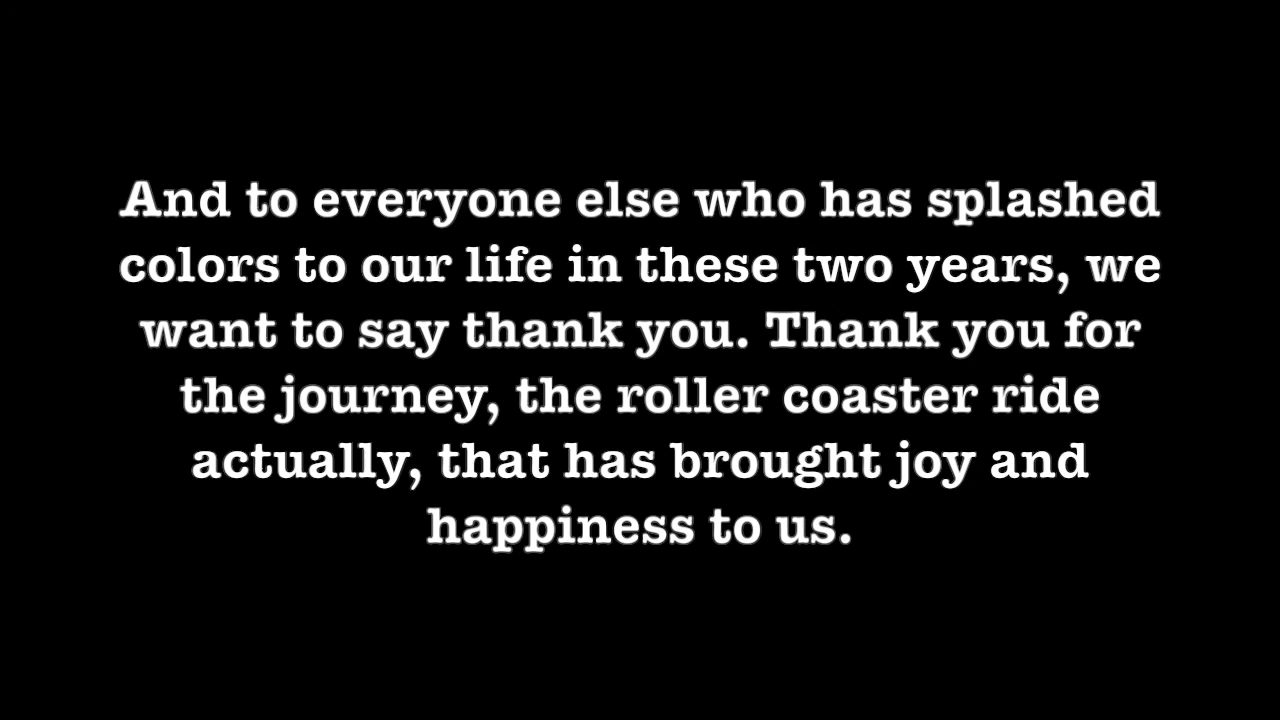 And to everyone else who has splashed
colors to our life in these two years, we
want to say thank you. Thank you for
the journey, the roller coaster ride
actually, that has brought joy and
happiness to us.